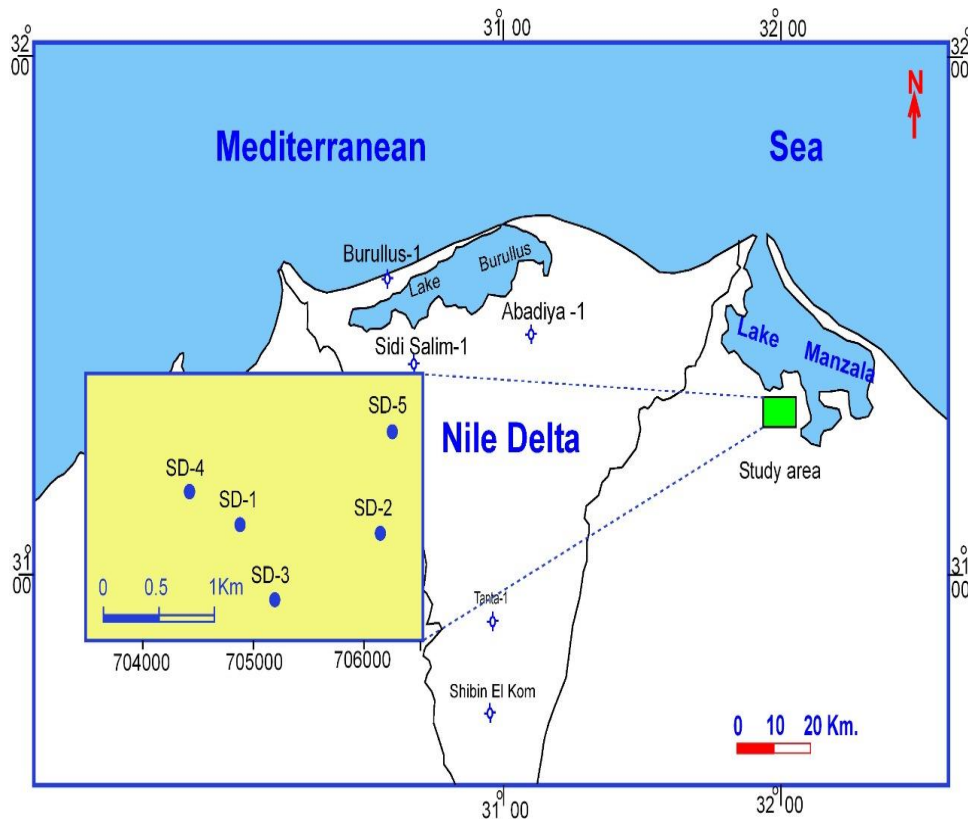 31° 00
32° 00
32° 00
32° 00
N
Mediterranean Sea
Burullus-1
Lake Burullus
Abadiya -1
Sidi Salim-1
Lake Manzala
SD-5
Nile Delta
Study area
SD-4
SD-1
SD-2
SD-3
0 0.5 1Km
31° 00
31° 00
Tanta-1
704000 705000 706000
Shibin El Kom
0 10 20 Km.
31° 00
32° 00